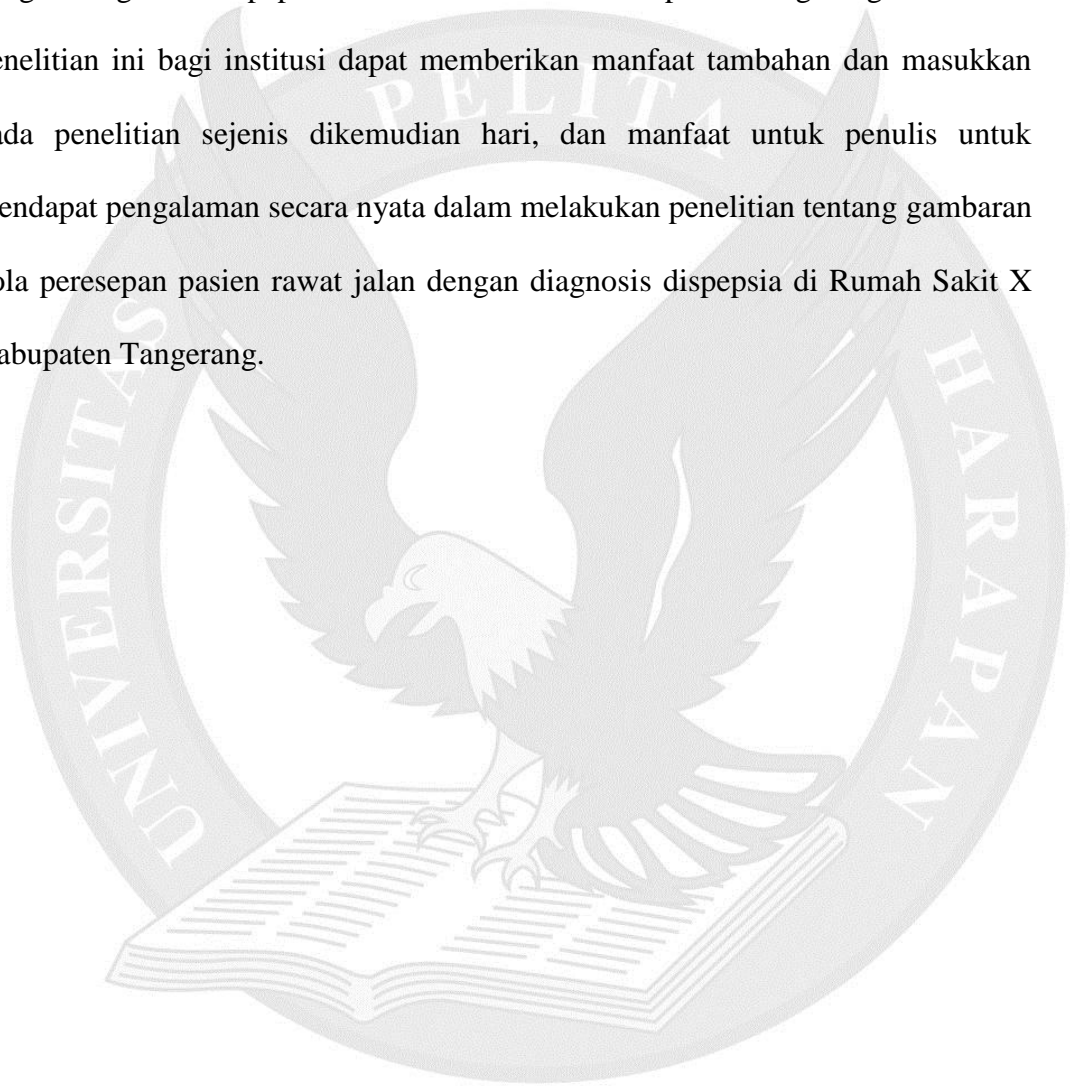 enelitian ini bagi institusi dapat memberikan manfaat tambahan dan masukkan
ada penelitian sejenis dikemudian hari, dan manfaat untuk penulis untuk
endapat pengalaman secara nyata dalam melakukan penelitian tentang gambaran
ola peresepan pasien rawat jalan dengan diagnosis dispepsia di Rumah Sakit X
abupaten Tangerang.
UNIVERSITAS PELITA HARAPAN